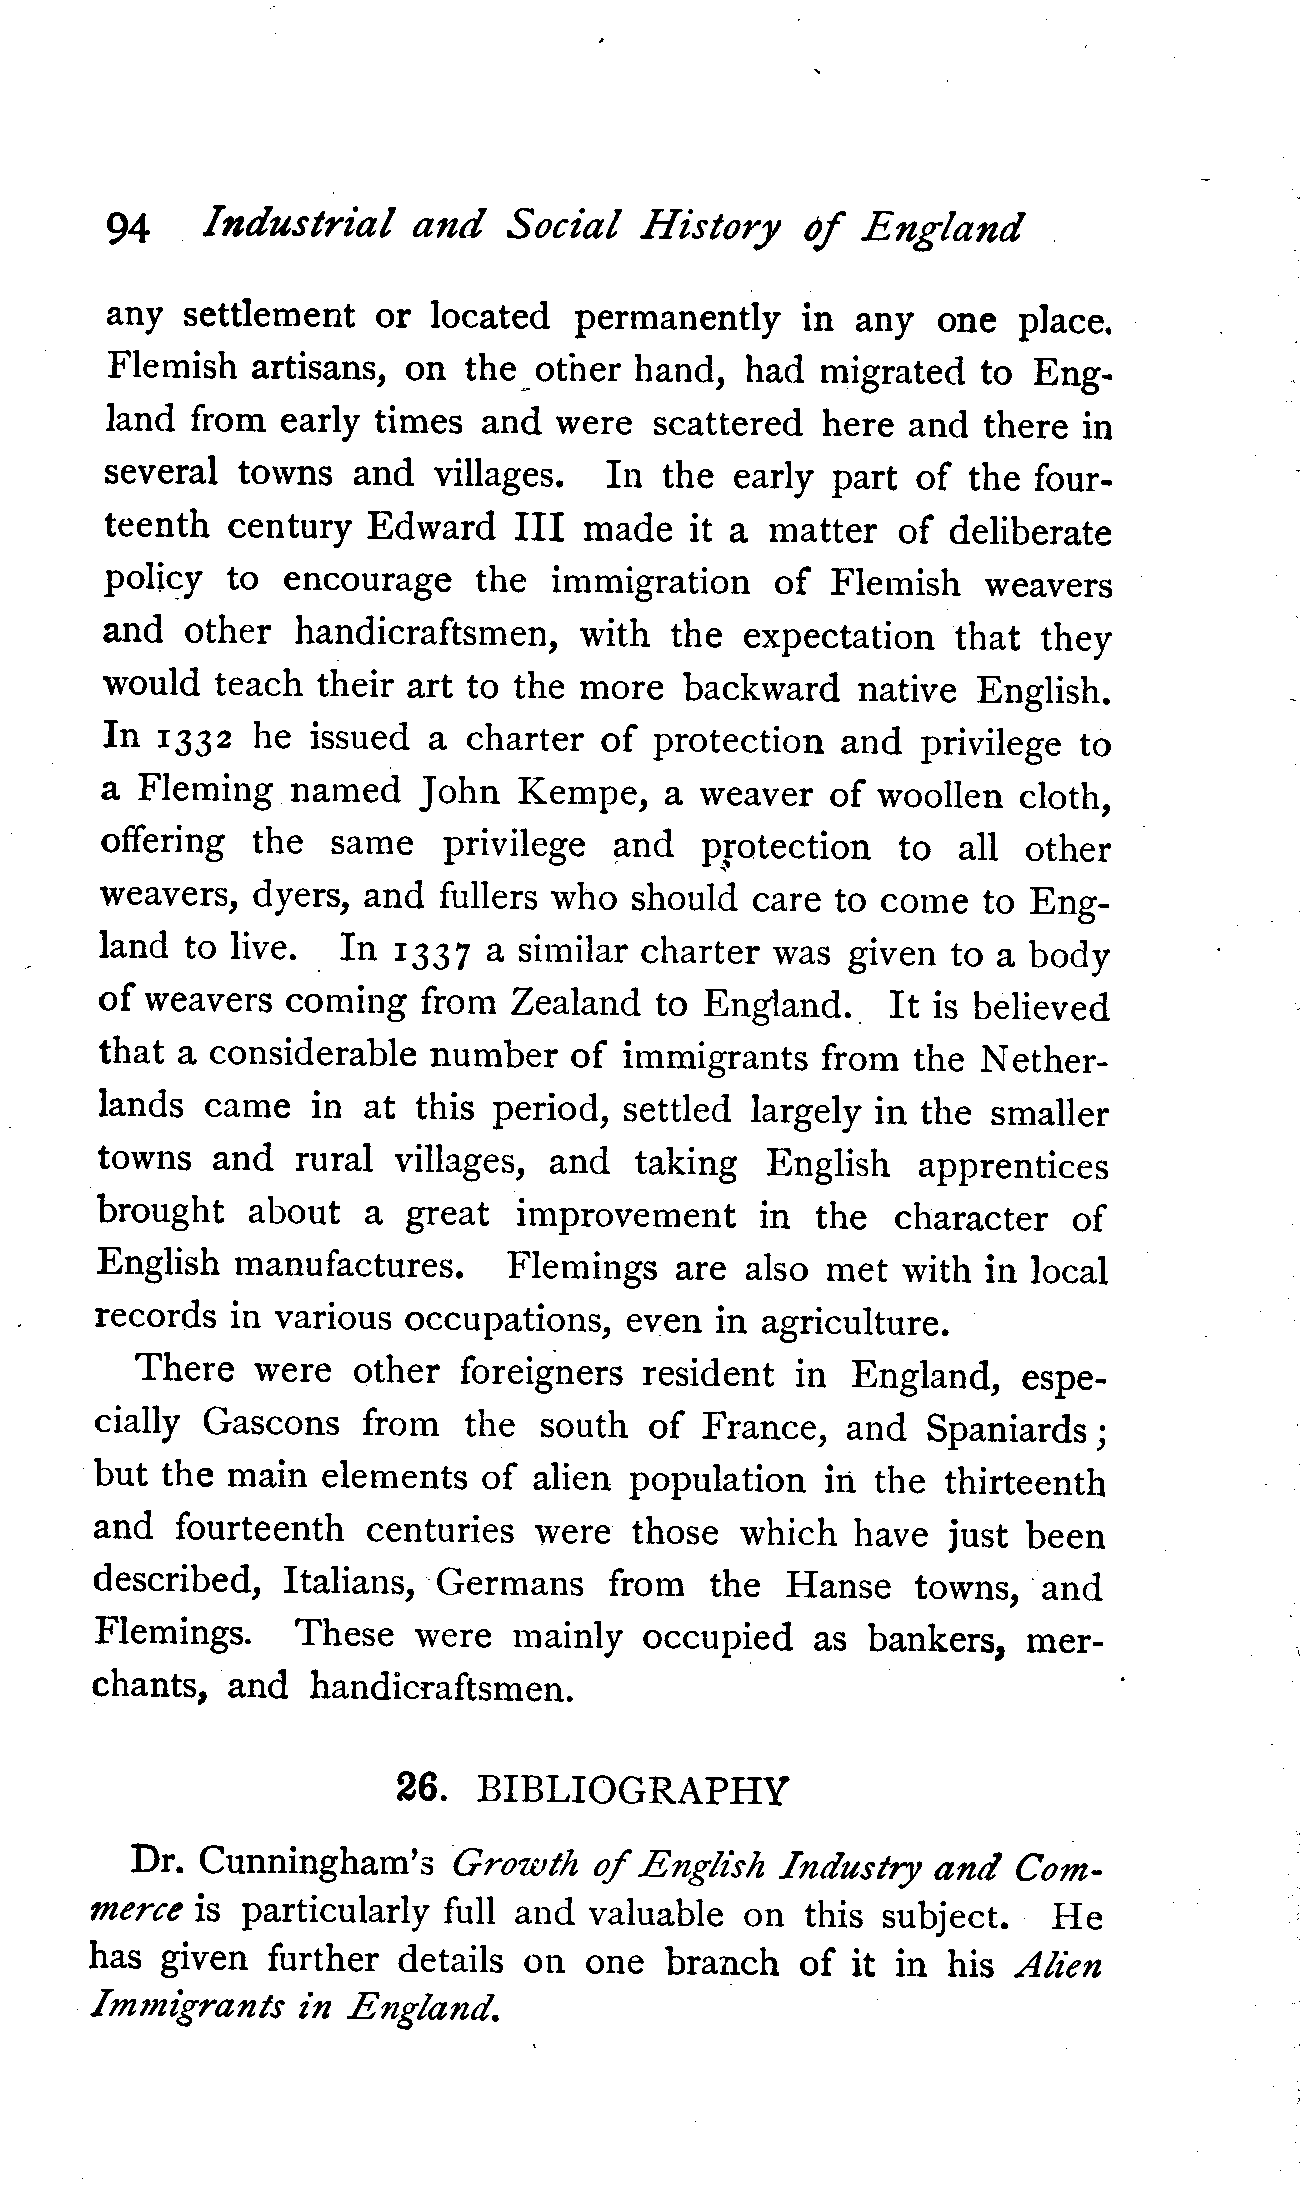 94 Industrial and Social History of England
any settlement or located permanently in any one place.
Flemish artisans, on the other hand, had migrated to Eng-
land from early times and were scattered here and there in
several towns and villages. In the early part of the four-
teenth century Edward III made it a matter of deliberate
policy to encourage the immigration of Flemish weavers
and other handicraftsmen, with the expectation that they
would teach their art to the more backward native English.
In 1332 he issued a charter of protection and privilege to
a Fleming named John Kempe, a weaver of woollen cloth,
offering the same privilege and protection to all other
weavers, dyers, and fullers who should care to come to Eng-
land to live. In 1337 a similar charter was given to a body
of weavers coming from Zealand to England. It is believed
that a considerable number of immigrants from the Nether-
lands came in at this period, settled largely in the smaller
towns and rural villages, and taking English apprentices
brought about a great improvement in the character of
English manufactures. Flemings are also met with in local
records in various occupations, even in agriculture.
There were other foreigners resident in England, espe-
cially Gascons from the south of France, and Spaniards;
but the main elements of alien population in the thirteenth
and fourteenth centuries were those which have just been
described, Italians, Germans from the Hanse towns, and
Flemings. These were mainly occupied as bankers, mer-
chants, and handicraftsmen.
26. BIBLIOGRAPHY
Dr. Cunningham's Growth of English Industry and Com-
merce is particularly full and valuable on this subject. He
has given further details on one branch of it in his Alien
Immigrants in England.